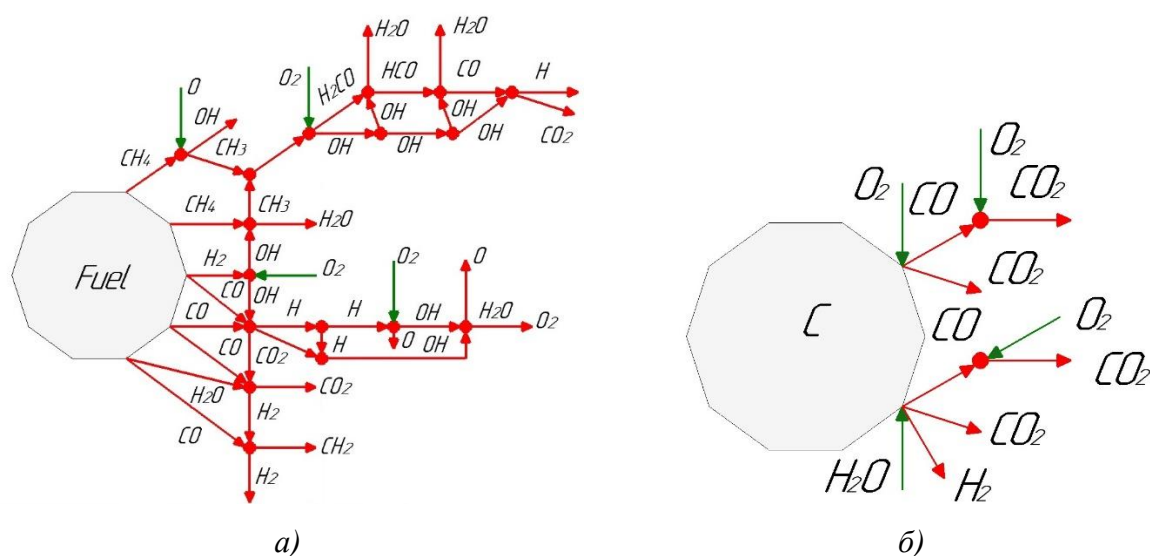 H2O H2O
O2 H2CO HCO CO H
O OH OH OH CO2
CH4 CH3 OH OH OH
CH4 CH3 H2O
H2 OH O2
Fuel CO OH H H O2 OH O H2O O2
CO CO CO2 H O OH
H2O CO2
CO H2 CH2
H2
а)
O2 CO O2 CO2
C CO2
CO O2
CO2
CO2
H2O H2
б)